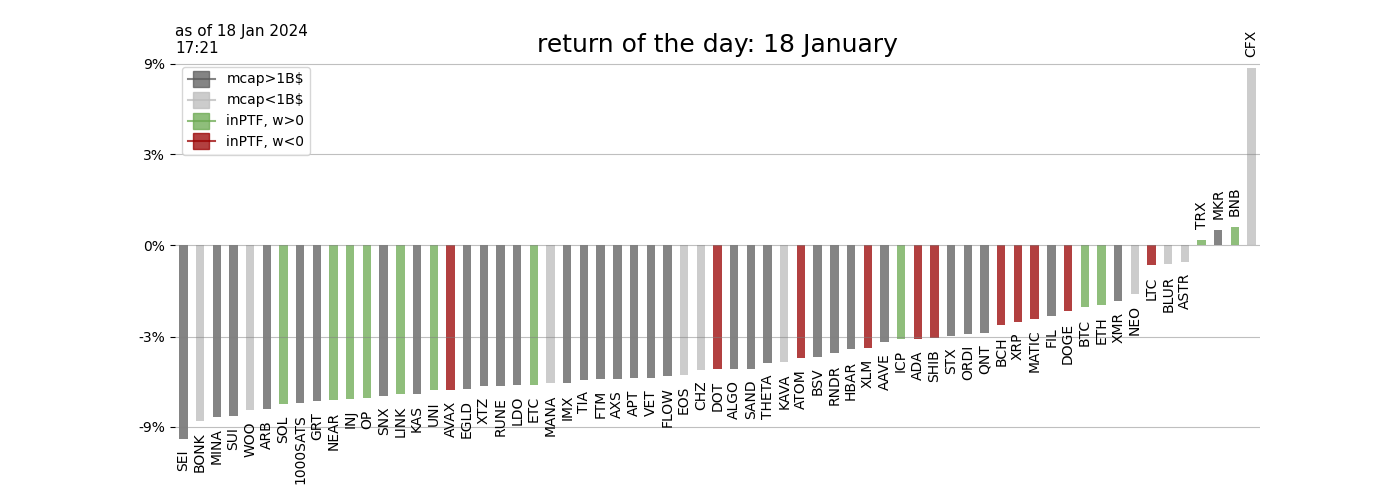 as of 18 Jan 2024
17:21
return of the day: 18 January
9%
3%
0%
-3%
-9%
mcap>1B$
mcap<1B$
inPTF, w>0
inPTF, w<0
SEI
BONK
MINA
SUI
WOO
ARB
SOL
1000SATS
GRT
NEAR
INJ
OP
SNX
LINK
KAS
UNI
AVAX
EGLD
XTZ
RUNE
LDO
ETC
MANA
IMX
TIA
FTM
AXS
APT
VET
FLOW
EOS
CHZ
DOT
ALGO
SAND
THETA
KAVA
ATOM
BSV
RNDR
HBAR
XLM
AAVE
ICP
ADA
SHIB
STX
ORDI
QNT
BCH
XRP
MATIC
FIL
DOGE
BTC
ETH
XMR
NEO
LTC
BLUR
ASTR
TRX
MKR
BNB
CFX